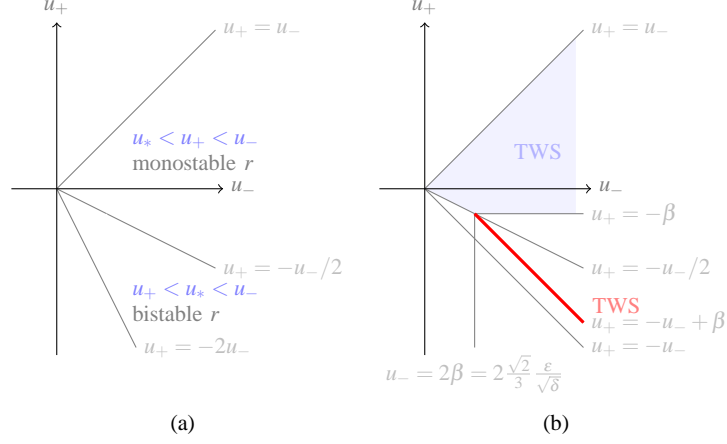 u₊
u₊ = u₋
u∗ < u₊ < u₋
monostable r
u₋
u₊ = −u₋/2
u₊ < u∗ < u₋
bistable r
u₊ = −2u₋
(a)
u₊
u₊ = u₋
TWS
u₋
u₊ = −β
u₊ = −u₋/2
TWS
u₊ = −u₋ + β
u₊ = −u₋
u₋ = 2β = 2 √2/3 ε/√δ
(b)